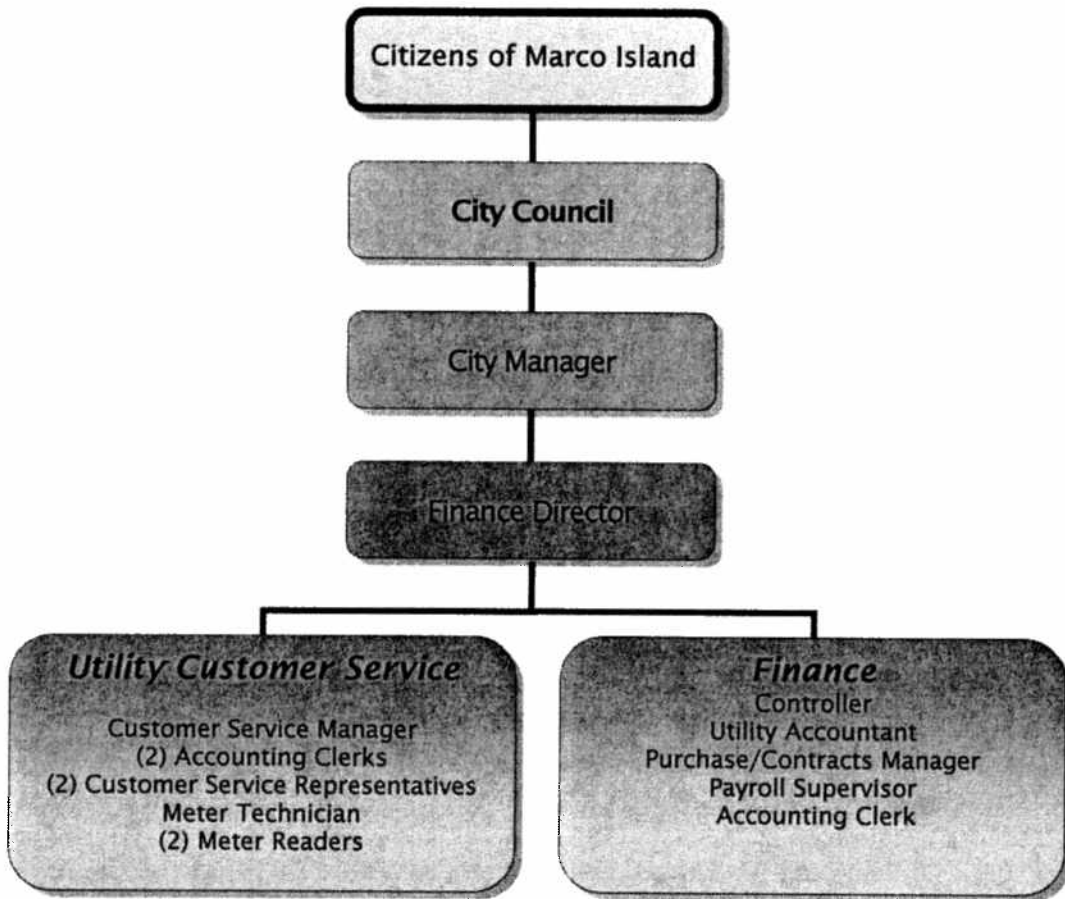 Citizens of Marco Island
City Council
City Manager
Finance Director
Utility Customer Service
Customer Service Manager
(2) Accounting Clerks
(2) Customer Service Representatives
Meter Technician
(2) Meter Readers
Finance
Controller
Utility Accountant
Purchase/Contracts Manager
Payroll Supervisor
Accounting Clerk